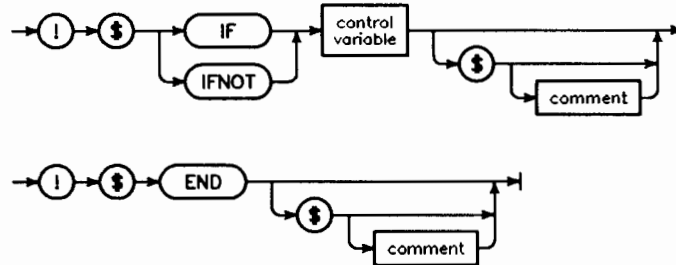 ! $ IF control variable
IFNOT $
comment
! $ END
$
comment